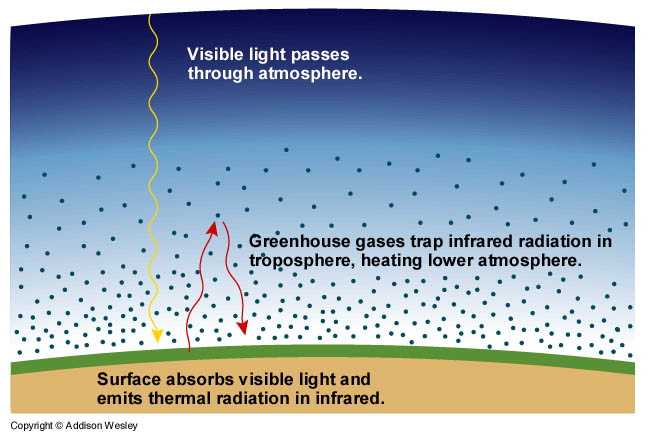 Visible light passes
through atmosphere.
Greenhouse gases trap infrared radiation in
troposphere, heating lower atmosphere.
Surface absorbs visible light and
emits thermal radiation in infrared.
Copyright © Addison Wesley